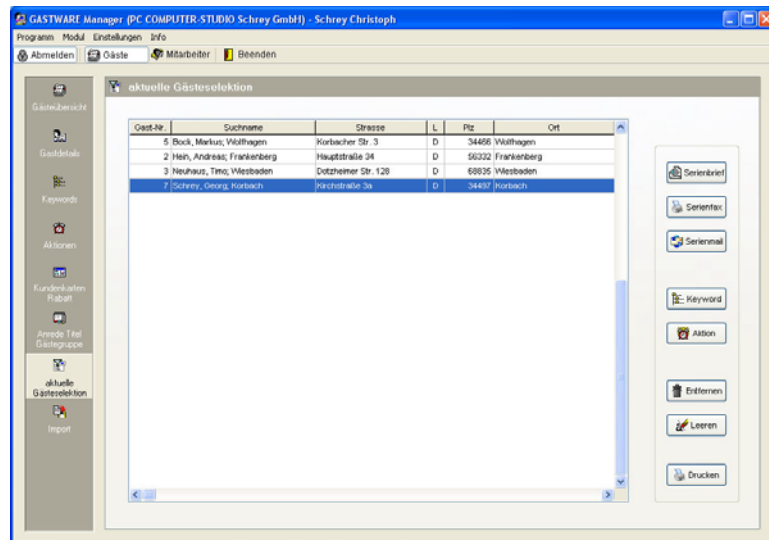 GASTWARE Manager (PC COMPUTER-STUDIO Schrey GmbH) - Schrey Christoph
Programm Modul Einstellungen Info
Abmelden Gäste Mitarbeiter Beenden
Gästeübersicht
Gastdetails
Keywords
Aktionen
Kundenkarten
Rabatt
Anrede Titel
Gästegruppe
aktuelle
Gästeselektion
Import
aktuelle Gästeselektion
Gast-Nr. Suchname Strasse L Plz Ort
5 Bock, Markus; Wolfhagen Korbacher Str. 3 D 34466 Wolfhagen
2 Hein, Andreas; Frankenberg Hauptstraße 34 D 56332 Frankenberg
3 Neuhaus, Timo; Wiesbaden Dotzheimer Str. 128 D 68835 Wiesbaden
7 Schrey, Georg; Korbach Kirchstraße 3a D 34497 Korbach
Serienbrief
Serienfax
Serienmail
Keyword
Aktion
Entfernen
Leeren
Drucken